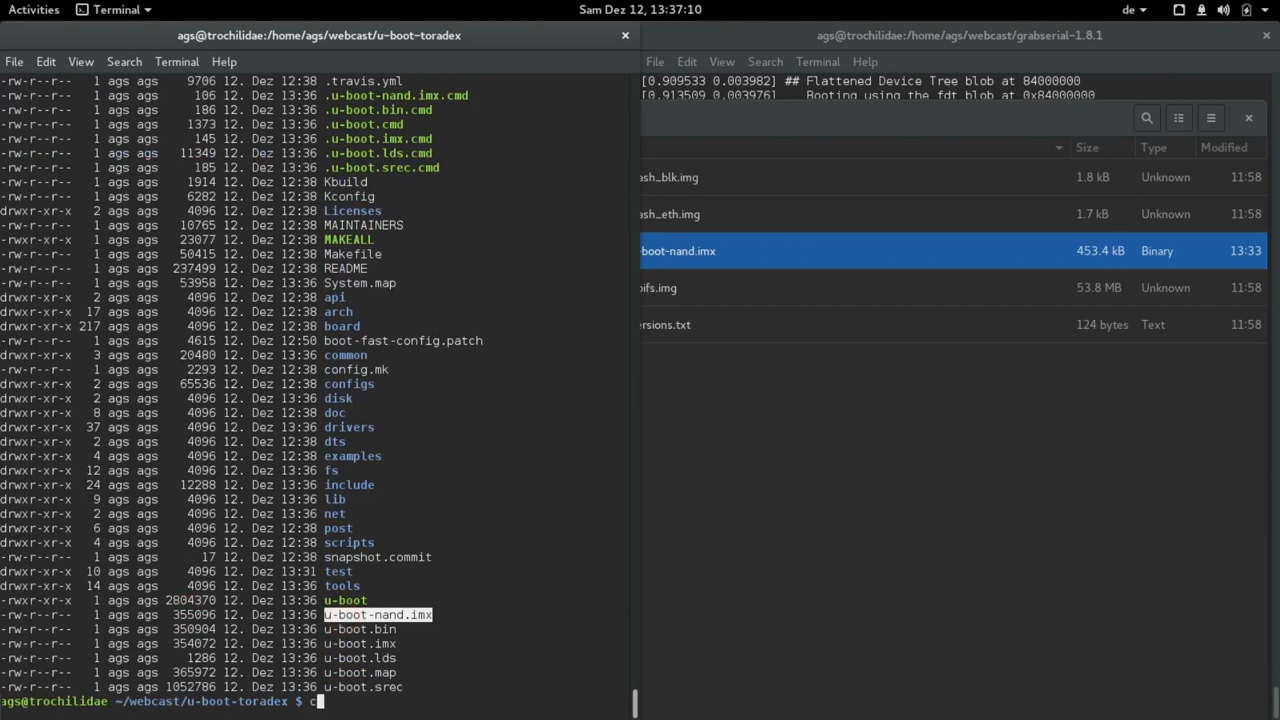 Activities Terminal Sam Dez 12, 13:37:10 de
ags@trochilidae:/home/ags/webcast/u-boot-toradex
File Edit View Search Terminal Help
-rw-r--r-- 1 ags ags 9706 12. Dez 12:38 .travis.yml
-rw-r--r-- 1 ags ags 106 12. Dez 13:36 .u-boot-nand.imx.cmd
-rw-r--r-- 1 ags ags 186 12. Dez 13:36 .u-boot.bin.cmd
-rw-r--r-- 1 ags ags 1373 12. Dez 13:36 .u-boot.cmd
-rw-r--r-- 1 ags ags 145 12. Dez 13:36 .u-boot.imx.cmd
-rw-r--r-- 1 ags ags 11349 12. Dez 13:36 .u-boot.lds.cmd
-rw-r--r-- 1 ags ags 185 12. Dez 13:36 .u-boot.srec.cmd
-rw-r--r-- 1 ags ags 1914 12. Dez 12:38 Kbuild
-rw-r--r-- 1 ags ags 6282 12. Dez 12:38 Kconfig
drwxr-xr-x 2 ags ags 4096 12. Dez 12:38 Licenses
-rw-r--r-- 1 ags ags 10765 12. Dez 12:38 MAINTAINERS
-rwxr-xr-x 1 ags ags 23077 12. Dez 12:38 MAKEALL
-rw-r--r-- 1 ags ags 50415 12. Dez 12:38 Makefile
-rw-r--r-- 1 ags ags 237499 12. Dez 12:38 README
-rw-r--r-- 1 ags ags 53958 12. Dez 13:36 System.map
drwxr-xr-x 2 ags ags 4096 12. Dez 12:38 api
drwxr-xr-x 17 ags ags 4096 12. Dez 12:38 arch
drwxr-xr-x 217 ags ags 4096 12. Dez 12:38 board
-rw-r--r-- 1 ags ags 4615 12. Dez 12:50 boot-fast-config.patch
drwxr-xr-x 3 ags ags 20480 12. Dez 13:36 common
-rw-r--r-- 1 ags ags 2293 12. Dez 12:38 config.mk
drwxr-xr-x 2 ags ags 65536 12. Dez 12:38 configs
drwxr-xr-x 2 ags ags 4096 12. Dez 13:36 disk
drwxr-xr-x 8 ags ags 4096 12. Dez 12:38 doc
drwxr-xr-x 37 ags ags 4096 12. Dez 12:38 drivers
drwxr-xr-x 2 ags ags 4096 12. Dez 12:38 dts
drwxr-xr-x 4 ags ags 4096 12. Dez 12:38 examples
drwxr-xr-x 12 ags ags 4096 12. Dez 13:36 fs
drwxr-xr-x 24 ags ags 12288 12. Dez 13:36 include
drwxr-xr-x 9 ags ags 4096 12. Dez 13:36 lib
drwxr-xr-x 2 ags ags 4096 12. Dez 13:36 net
drwxr-xr-x 6 ags ags 4096 12. Dez 12:38 post
drwxr-xr-x 4 ags ags 4096 12. Dez 13:36 scripts
-rw-r--r-- 1 ags ags 17 12. Dez 12:38 snapshot.commit
drwxr-xr-x 10 ags ags 4096 12. Dez 13:31 test
drwxr-xr-x 14 ags ags 4096 12. Dez 13:36 tools
-rwxr-xr-x 1 ags ags 2804370 12. Dez 13:36 u-boot
-rw-r--r-- 1 ags ags 355096 12. Dez 13:36 u-boot-nand.imx
-rw-r--r-- 1 ags ags 350904 12. Dez 13:36 u-boot.bin
-rw-r--r-- 1 ags ags 354072 12. Dez 13:36 u-boot.imx
-rw-r--r-- 1 ags ags 1286 12. Dez 13:36 u-boot.lds
-rw-r--r-- 1 ags ags 365972 12. Dez 13:36 u-boot.map
-rw-r--r-- 1 ags ags 1052786 12. Dez 13:36 u-boot.srec
ags@trochilidae ~/webcast/u-boot-toradex $ c
ags@trochilidae:/home/ags/webcast/grabserial-1.8.1
File Edit View Search Terminal Help
[0.909533 0.003982] ## Flattened Device Tree blob at 84000000
[0.913509 0.003976] Booting using the fdt blob at 0x84000000
Size Type Modified
ash_blk.img 1.8 kB Unknown 11:58
ash_eth.img 1.7 kB Unknown 11:58
-boot-nand.imx 453.4 kB Binary 13:33
bifs.img 53.8 MB Unknown 11:58
ersions.txt 124 bytes Text 11:58